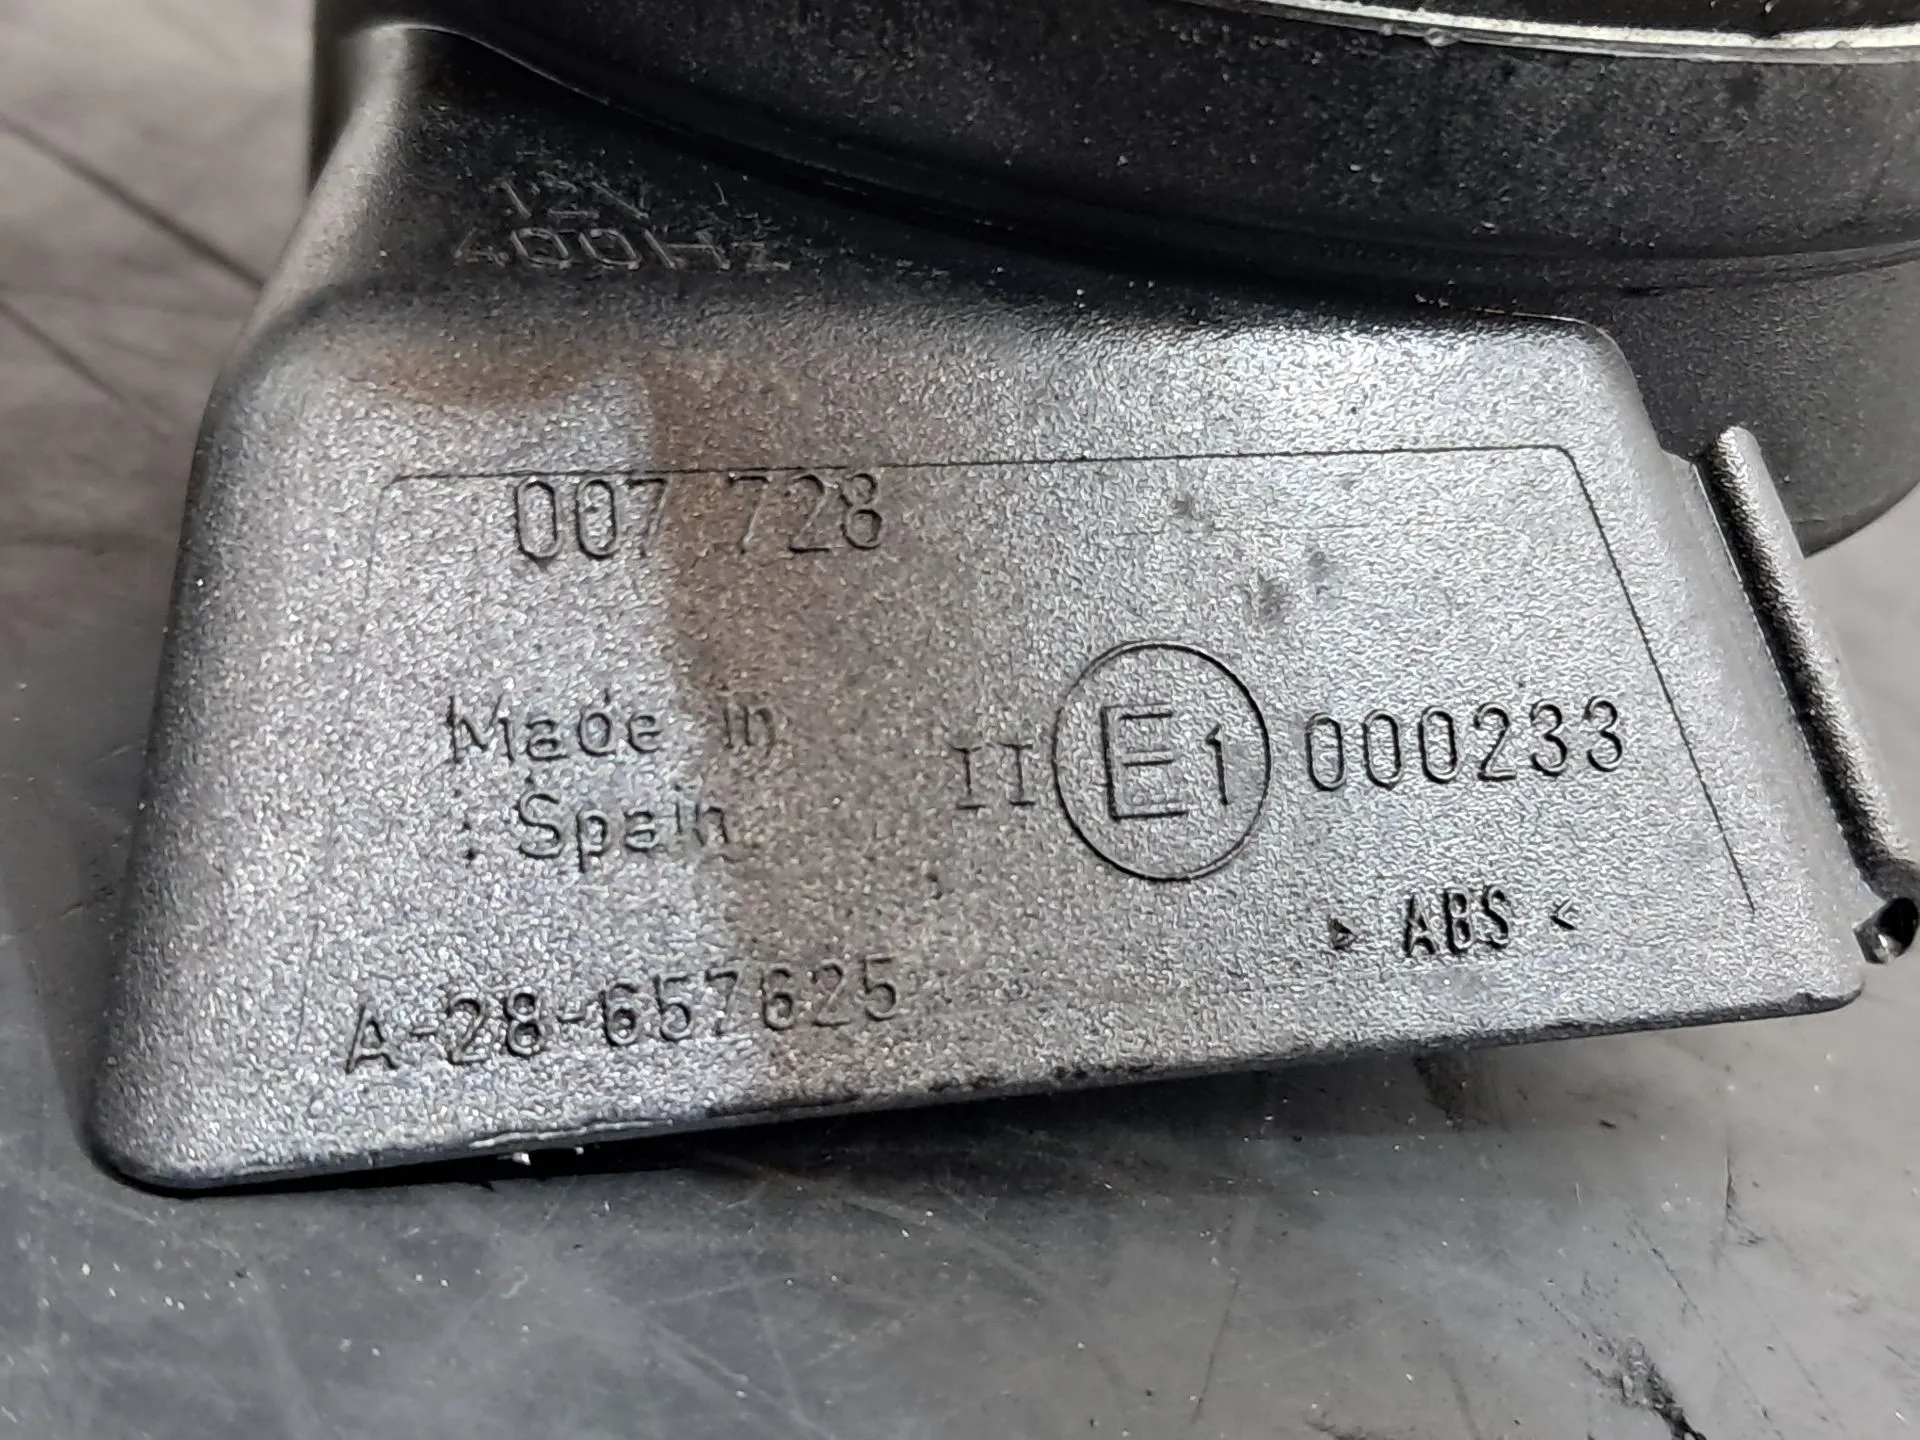 12V
400Hz
007 728
Made in
Spain
II E1 000233
> ABS <
A-28-657625